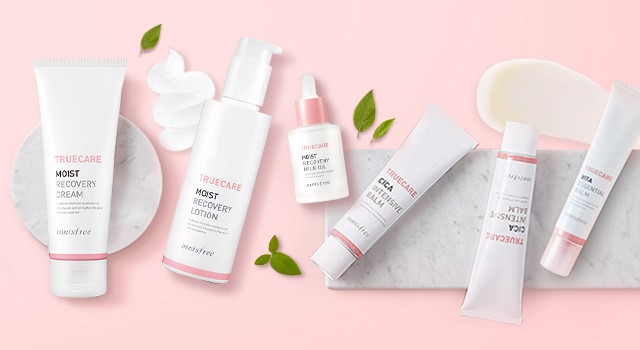 TRUECARE
MOIST
RECOVERY
CREAM
innisfree
TRUECARE
MOIST
RECOVERY
LOTION
innisfree
TRUECARE
MOIST
RECOVERY
MILK OIL
innisfree
TRUECARE
CICA
INTENSIVE
BALM
innisfree
TRUECARE
CICA
INTENSIVE
BALM
innisfree
TRUECARE
VITA
ESSENTIAL
BALM
innisfree